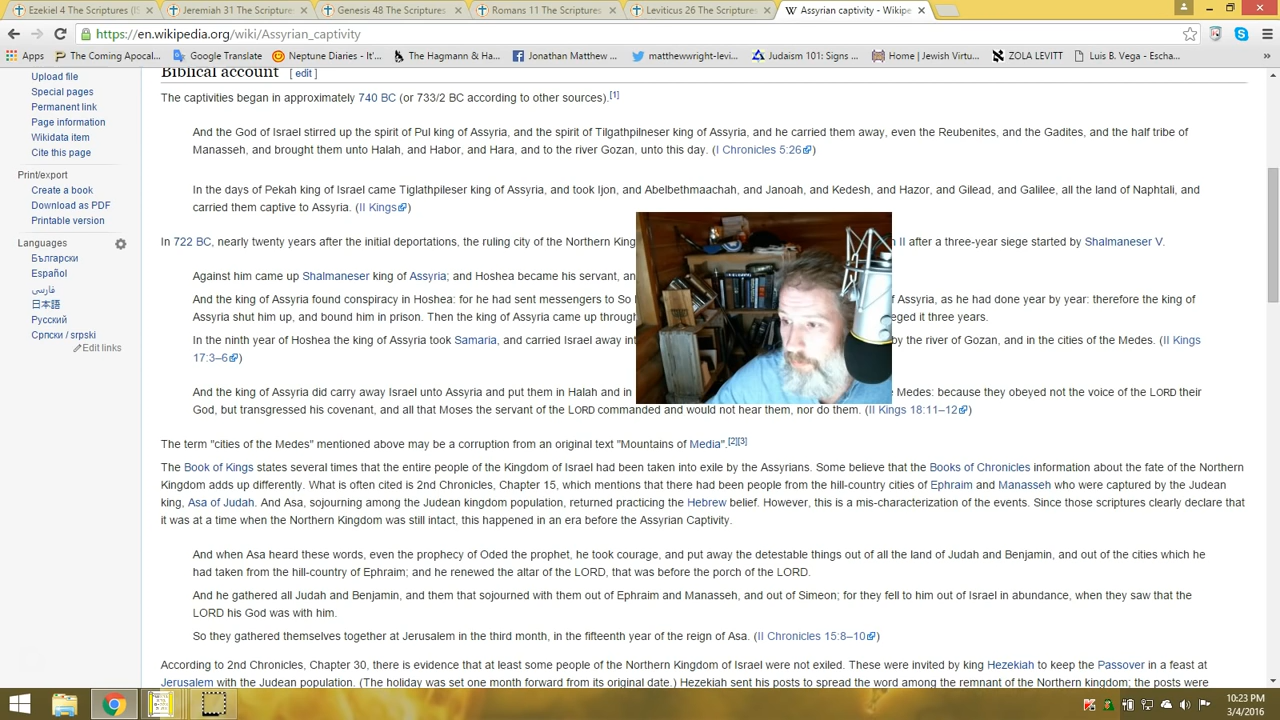 Ezekiel 4 The Scriptures (IS
Jeremiah 31 The Scriptures
Genesis 48 The Scriptures
Romans 11 The Scriptures
Leviticus 26 The Scriptures
Assyrian captivity - Wikipe
https://en.wikipedia.org/wiki/Assyrian_captivity
Apps
The Coming Apocal...
Google Translate
Neptune Diaries - It'...
The Hagmann & Ha...
Jonathan Matthew ...
matthewwright-levi...
Judaism 101: Signs ...
Home | Jewish Virtu...
ZOLA LEVITT
Luis B. Vega - Escha...
Upload file
Special pages
Permanent link
Page information
Wikidata item
Cite this page
Print/export
Create a book
Download as PDF
Printable version
Languages
Български
Español
فارسی
日本語
Русский
Српски / srpski
Edit links
Biblical account [ edit ]
The captivities began in approximately 740 BC (or 733/2 BC according to other sources).[1]
And the God of Israel stirred up the spirit of Pul king of Assyria, and the spirit of Tilgathpilneser king of Assyria, and he carried them away, even the Reubenites, and the Gadites, and the half tribe of
Manasseh, and brought them unto Halah, and Habor, and Hara, and to the river Gozan, unto this day. (I Chronicles 5:26)
In the days of Pekah king of Israel came Tiglathpileser king of Assyria, and took Ijon, and Abelbethmaachah, and Janoah, and Kedesh, and Hazor, and Gilead, and Galilee, all the land of Naphtali, and
carried them captive to Assyria. (II Kings)
In 722 BC, nearly twenty years after the initial deportations, the ruling city of the Northern King II after a three-year siege started by Shalmaneser V.
Against him came up Shalmaneser king of Assyria; and Hoshea became his servant, an
And the king of Assyria found conspiracy in Hoshea: for he had sent messengers to So of Assyria, as he had done year by year: therefore the king of
Assyria shut him up, and bound him in prison. Then the king of Assyria came up through eged it three years.
In the ninth year of Hoshea the king of Assyria took Samaria, and carried Israel away int by the river of Gozan, and in the cities of the Medes. (II Kings
17:3–6)
And the king of Assyria did carry away Israel unto Assyria and put them in Halah and in Medes: because they obeyed not the voice of the LORD their
God, but transgressed his covenant, and all that Moses the servant of the LORD commanded and would not hear them, nor do them. (II Kings 18:11–12)
The term "cities of the Medes" mentioned above may be a corruption from an original text "Mountains of Media".[2][3]
The Book of Kings states several times that the entire people of the Kingdom of Israel had been taken into exile by the Assyrians. Some believe that the Books of Chronicles information about the fate of the Northern
Kingdom adds up differently. What is often cited is 2nd Chronicles, Chapter 15, which mentions that there had been people from the hill-country cities of Ephraim and Manasseh who were captured by the Judean
king, Asa of Judah. And Asa, sojourning among the Judean kingdom population, returned practicing the Hebrew belief. However, this is a mis-characterization of the events. Since those scriptures clearly declare that
it was at a time when the Northern Kingdom was still intact, this happened in an era before the Assyrian Captivity.
And when Asa heard these words, even the prophecy of Oded the prophet, he took courage, and put away the detestable things out of all the land of Judah and Benjamin, and out of the cities which he
had taken from the hill-country of Ephraim; and he renewed the altar of the LORD, that was before the porch of the LORD.
And he gathered all Judah and Benjamin, and them that sojourned with them out of Ephraim and Manasseh, and out of Simeon; for they fell to him out of Israel in abundance, when they saw that the
LORD his God was with him.
So they gathered themselves together at Jerusalem in the third month, in the fifteenth year of the reign of Asa. (II Chronicles 15:8–10)
According to 2nd Chronicles, Chapter 30, there is evidence that at least some people of the Northern Kingdom of Israel were not exiled. These were invited by king Hezekiah to keep the Passover in a feast at
Jerusalem with the Judean population. (The holiday was set one month forward from its original date.) Hezekiah sent his posts to spread the word among the remnant of the Northern kingdom; the posts were
10:23 PM
3/4/2016